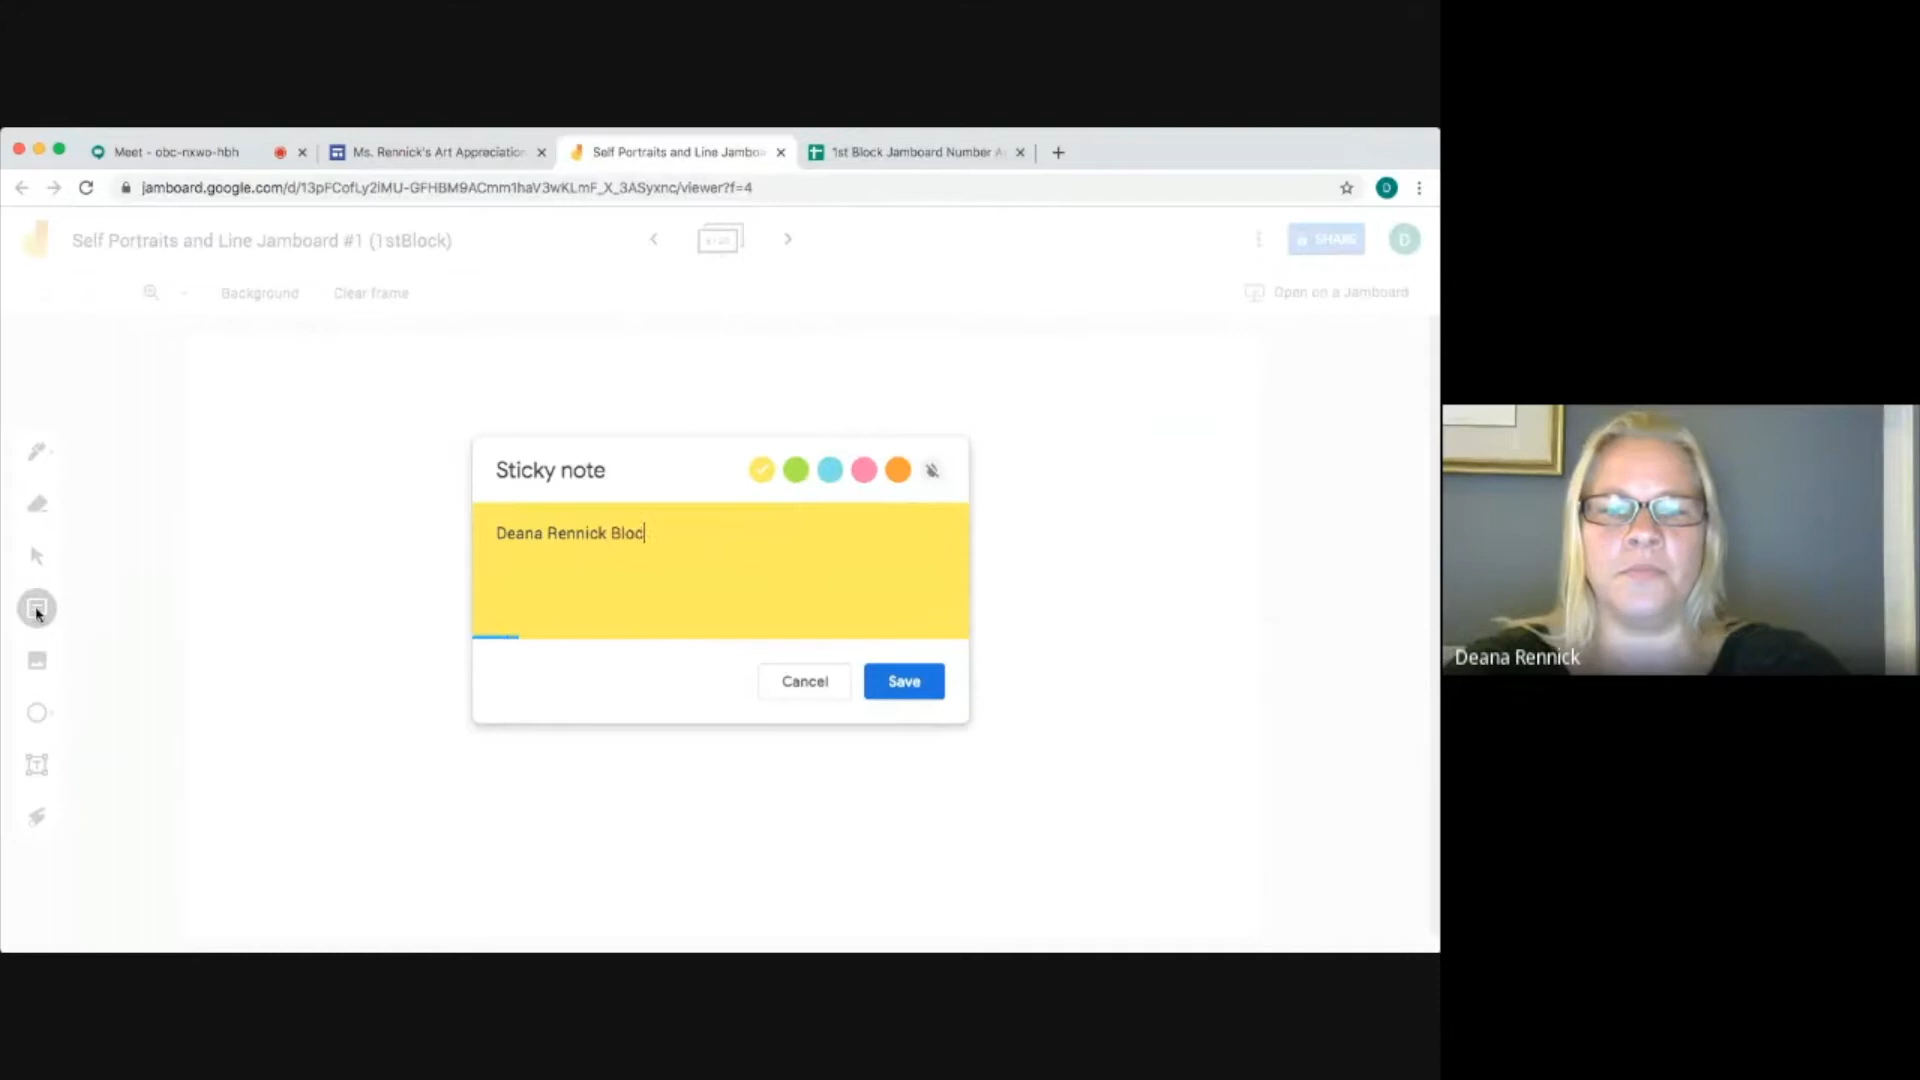 Meet - obc-nxwo-hbh
Ms. Rennick's Art Appreciation
Self Portraits and Line Jamboa
1st Block Jamboard Number A
jamboard.google.com/d/13pFCofLy2iMU-GFHBM9ACmm1haV3wKLmF_X_3ASyxnc/viewer?f=4
D
Self Portraits and Line Jamboard #1 (1stBlock)
SHARE
D
Background
Clear frame
Open on a Jamboard
Sticky note
Deana Rennick Bloc
Cancel
Save
Deana Rennick